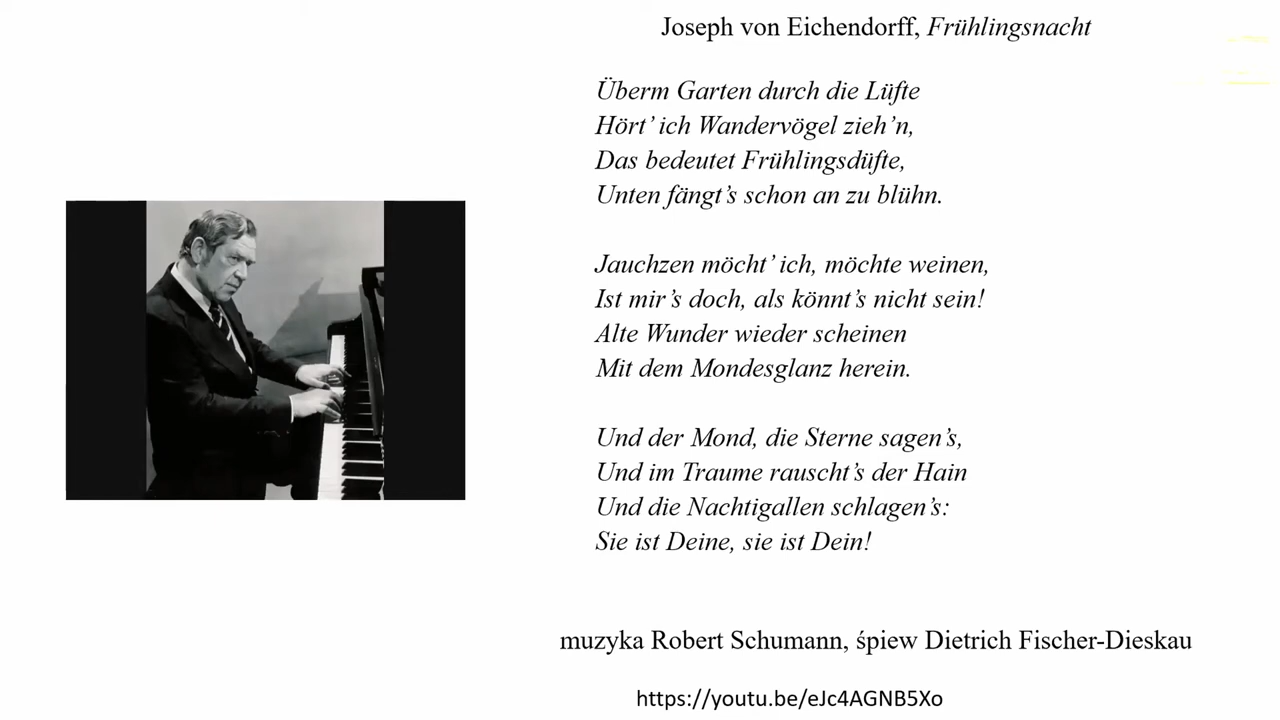 Joseph von Eichendorff, Frühlingsnacht
Überm Garten durch die Lüfte
Hört’ ich Wandervögel zieh’n,
Das bedeutet Frühlingsdüfte,
Unten fängt’s schon an zu blühn.
Jauchzen möcht’ ich, möchte weinen,
Ist mir’s doch, als könnt’s nicht sein!
Alte Wunder wieder scheinen
Mit dem Mondesglanz herein.
Und der Mond, die Sterne sagen’s,
Und im Traume rauscht’s der Hain
Und die Nachtigallen schlagen’s:
Sie ist Deine, sie ist Dein!
muzyka Robert Schumann, śpiew Dietrich Fischer-Dieskau
https://youtu.be/eJc4AGNB5Xo